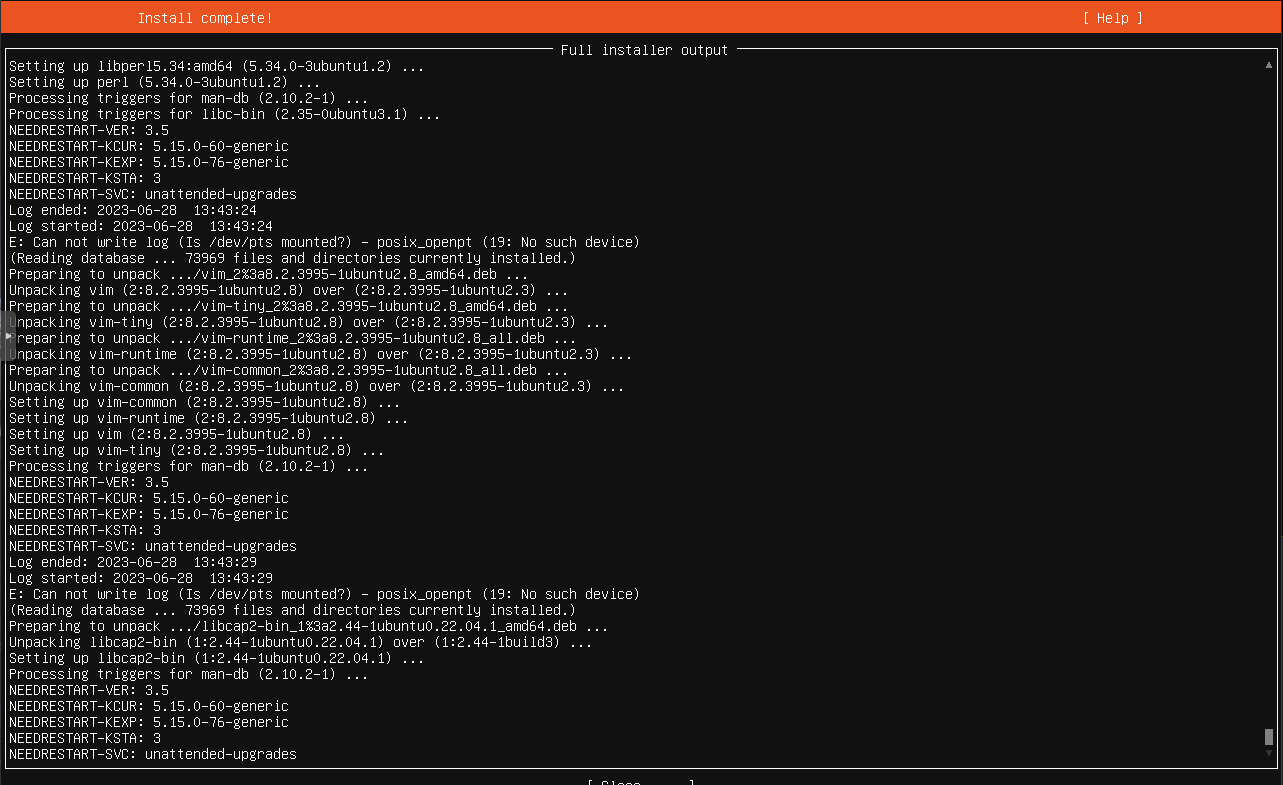 Install complete! [ Help ]
Full installer output
Setting up libperl5.34:amd64 (5.34.0-3ubuntu1.2) ...
Setting up perl (5.34.0-3ubuntu1.2) ...
Processing triggers for man-db (2.10.2-1) ...
Processing triggers for libc-bin (2.35-0ubuntu3.1) ...
NEEDRESTART-VER: 3.5
NEEDRESTART-KCUR: 5.15.0-60-generic
NEEDRESTART-KEXP: 5.15.0-76-generic
NEEDRESTART-KSTA: 3
NEEDRESTART-SVC: unattended-upgrades
Log ended: 2023-06-28  13:43:24
Log started: 2023-06-28  13:43:24
E: Can not write log (Is /dev/pts mounted?) - posix_openpt (19: No such device)
(Reading database ... 73969 files and directories currently installed.)
Preparing to unpack .../vim_2%3a8.2.3995-1ubuntu2.8_amd64.deb ...
Unpacking vim (2:8.2.3995-1ubuntu2.8) over (2:8.2.3995-1ubuntu2.3) ...
Preparing to unpack .../vim-tiny_2%3a8.2.3995-1ubuntu2.8_amd64.deb ...
Unpacking vim-tiny (2:8.2.3995-1ubuntu2.8) over (2:8.2.3995-1ubuntu2.3) ...
Preparing to unpack .../vim-runtime_2%3a8.2.3995-1ubuntu2.8_all.deb ...
Unpacking vim-runtime (2:8.2.3995-1ubuntu2.8) over (2:8.2.3995-1ubuntu2.3) ...
Preparing to unpack .../vim-common_2%3a8.2.3995-1ubuntu2.8_all.deb ...
Unpacking vim-common (2:8.2.3995-1ubuntu2.8) over (2:8.2.3995-1ubuntu2.3) ...
Setting up vim-common (2:8.2.3995-1ubuntu2.8) ...
Setting up vim-runtime (2:8.2.3995-1ubuntu2.8) ...
Setting up vim (2:8.2.3995-1ubuntu2.8) ...
Setting up vim-tiny (2:8.2.3995-1ubuntu2.8) ...
Processing triggers for man-db (2.10.2-1) ...
NEEDRESTART-VER: 3.5
NEEDRESTART-KCUR: 5.15.0-60-generic
NEEDRESTART-KEXP: 5.15.0-76-generic
NEEDRESTART-KSTA: 3
NEEDRESTART-SVC: unattended-upgrades
Log ended: 2023-06-28  13:43:29
Log started: 2023-06-28  13:43:29
E: Can not write log (Is /dev/pts mounted?) - posix_openpt (19: No such device)
(Reading database ... 73969 files and directories currently installed.)
Preparing to unpack .../libcap2-bin_1%3a2.44-1ubuntu0.22.04.1_amd64.deb ...
Unpacking libcap2-bin (1:2.44-1ubuntu0.22.04.1) over (1:2.44-1build3) ...
Setting up libcap2-bin (1:2.44-1ubuntu0.22.04.1) ...
Processing triggers for man-db (2.10.2-1) ...
NEEDRESTART-VER: 3.5
NEEDRESTART-KCUR: 5.15.0-60-generic
NEEDRESTART-KEXP: 5.15.0-76-generic
NEEDRESTART-KSTA: 3
NEEDRESTART-SVC: unattended-upgrades
[ Close ]